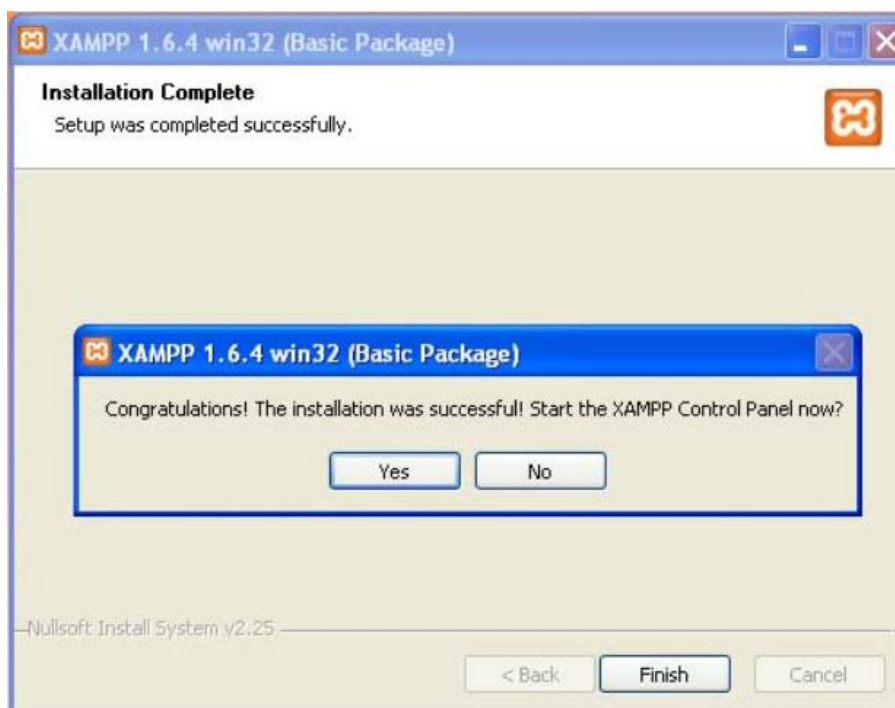 XAMPP 1.6.4 win32 (Basic Package)
Installation Complete
Setup was completed successfully.
XAMPP 1.6.4 win32 (Basic Package)
Congratulations! The installation was successful! Start the XAMPP Control Panel now?
Yes
No
Nullsoft Install System v2.25
< Back
Finish
Cancel